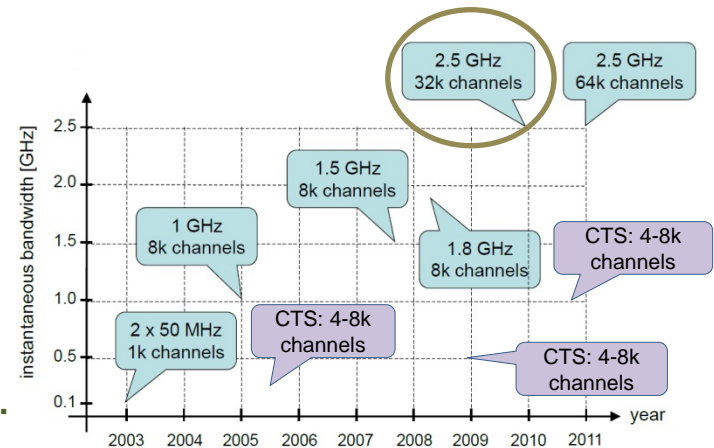 2.5 GHz
32k channels
2.5 GHz
64k channels
instantaneous bandwidth [GHz]
2.5
2.0
1.5
1.0
0.5
0.1
1.5 GHz
8k channels
1 GHz
8k channels
1.8 GHz
8k channels
CTS: 4-8k
channels
2 x 50 MHz
1k channels
CTS: 4-8k
channels
CTS: 4-8k
channels
year
2003 2004 2005 2006 2007 2008 2009 2010 2011